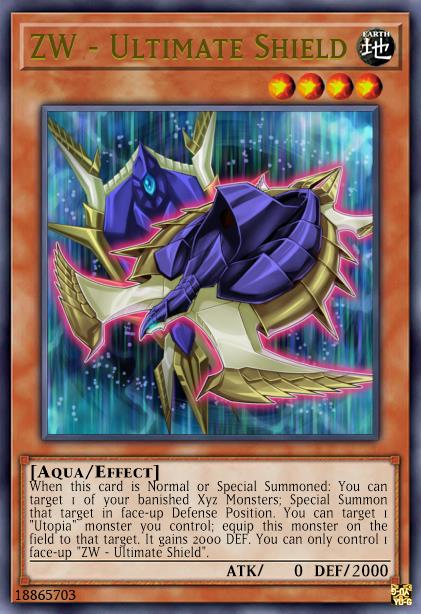 ZW - Ultimate Shield
EARTH
地
[Aqua/Effect]
When this card is Normal or Special Summoned: You can
target 1 of your banished Xyz Monsters; Special Summon
that target in face-up Defense Position. You can target 1
"Utopia" monster you control; equip this monster on the
field to that target. It gains 2000 DEF. You can only control 1
face-up "ZW - Ultimate Shield".
ATK/ 0 DEF/2000
18865703